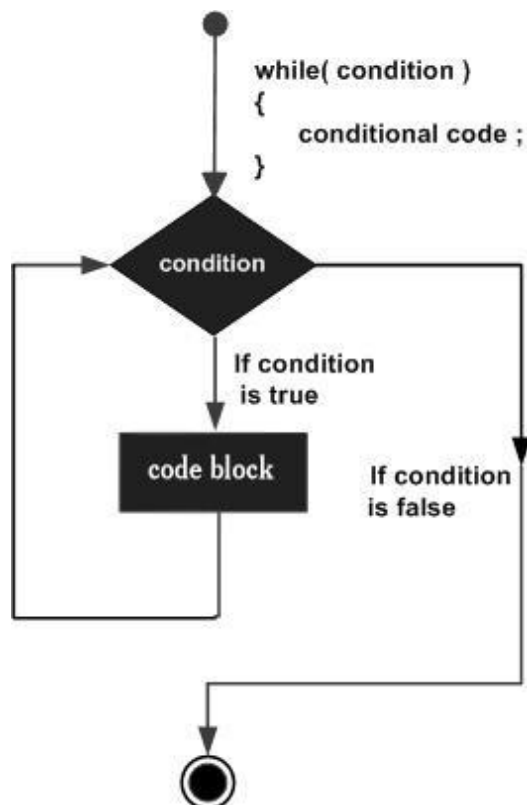 while( condition )
{
conditional code ;
}
condition
If condition
is true
code block
If condition
is false